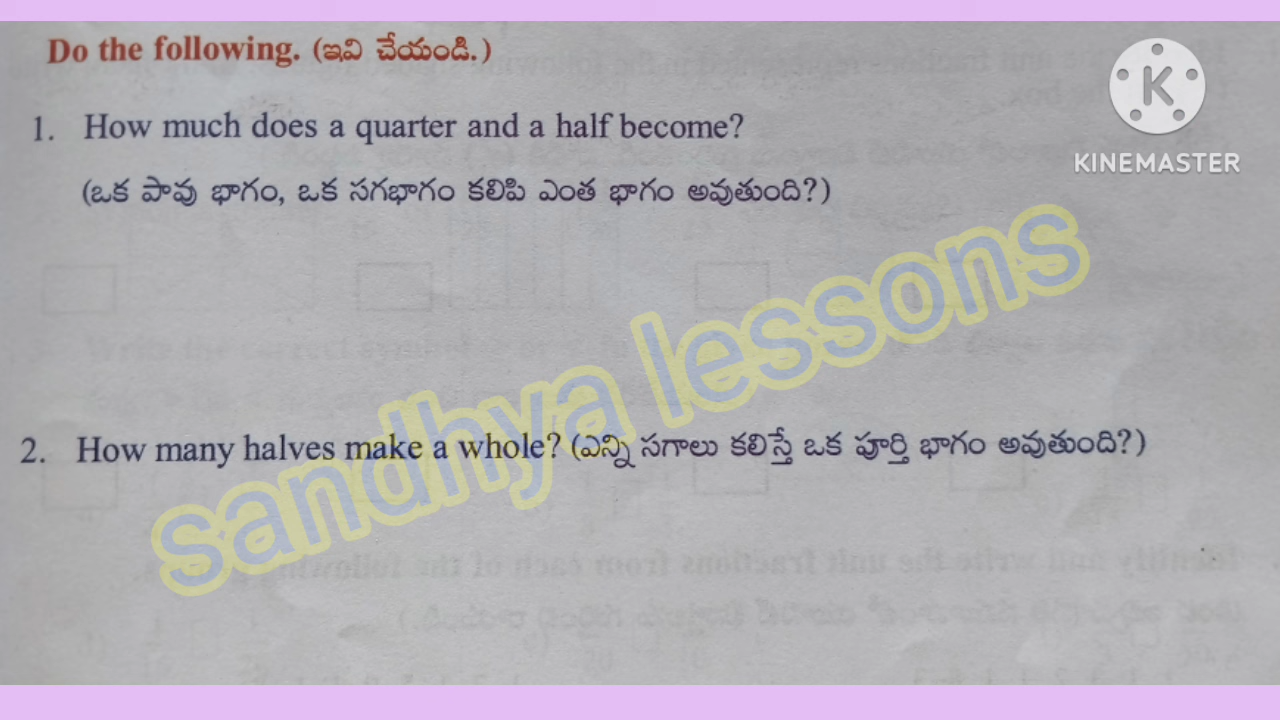 Do the following. (ఇవి చేయండి.)
K
KINEMASTER
1. How much does a quarter and a half become?
(ఒక పావు భాగం, ఒక సగభాగం కలిపి ఎంత భాగం అవుతుంది?)
sandhya lessons
2. How many halves make a whole? (ఎన్ని సగాలు కలిస్తే ఒక పూర్తి భాగం అవుతుంది?)